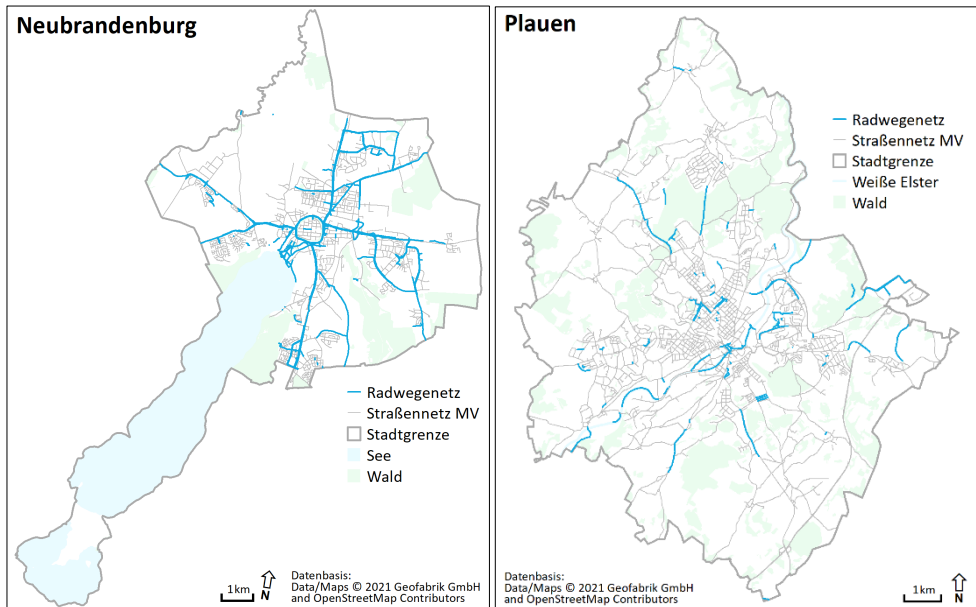 Neubrandenburg
Radwegenetz
Straßennetz MV
Stadtgrenze
See
Wald
1km
N
Datenbasis:
Data/Maps © 2021 Geofabrik GmbH
and OpenStreetMap Contributors
Plauen
Radwegenetz
Straßennetz MV
Stadtgrenze
Weiße Elster
Wald
Datenbasis:
Data/Maps © 2021 Geofabrik GmbH
and OpenStreetMap Contributors
1km
N